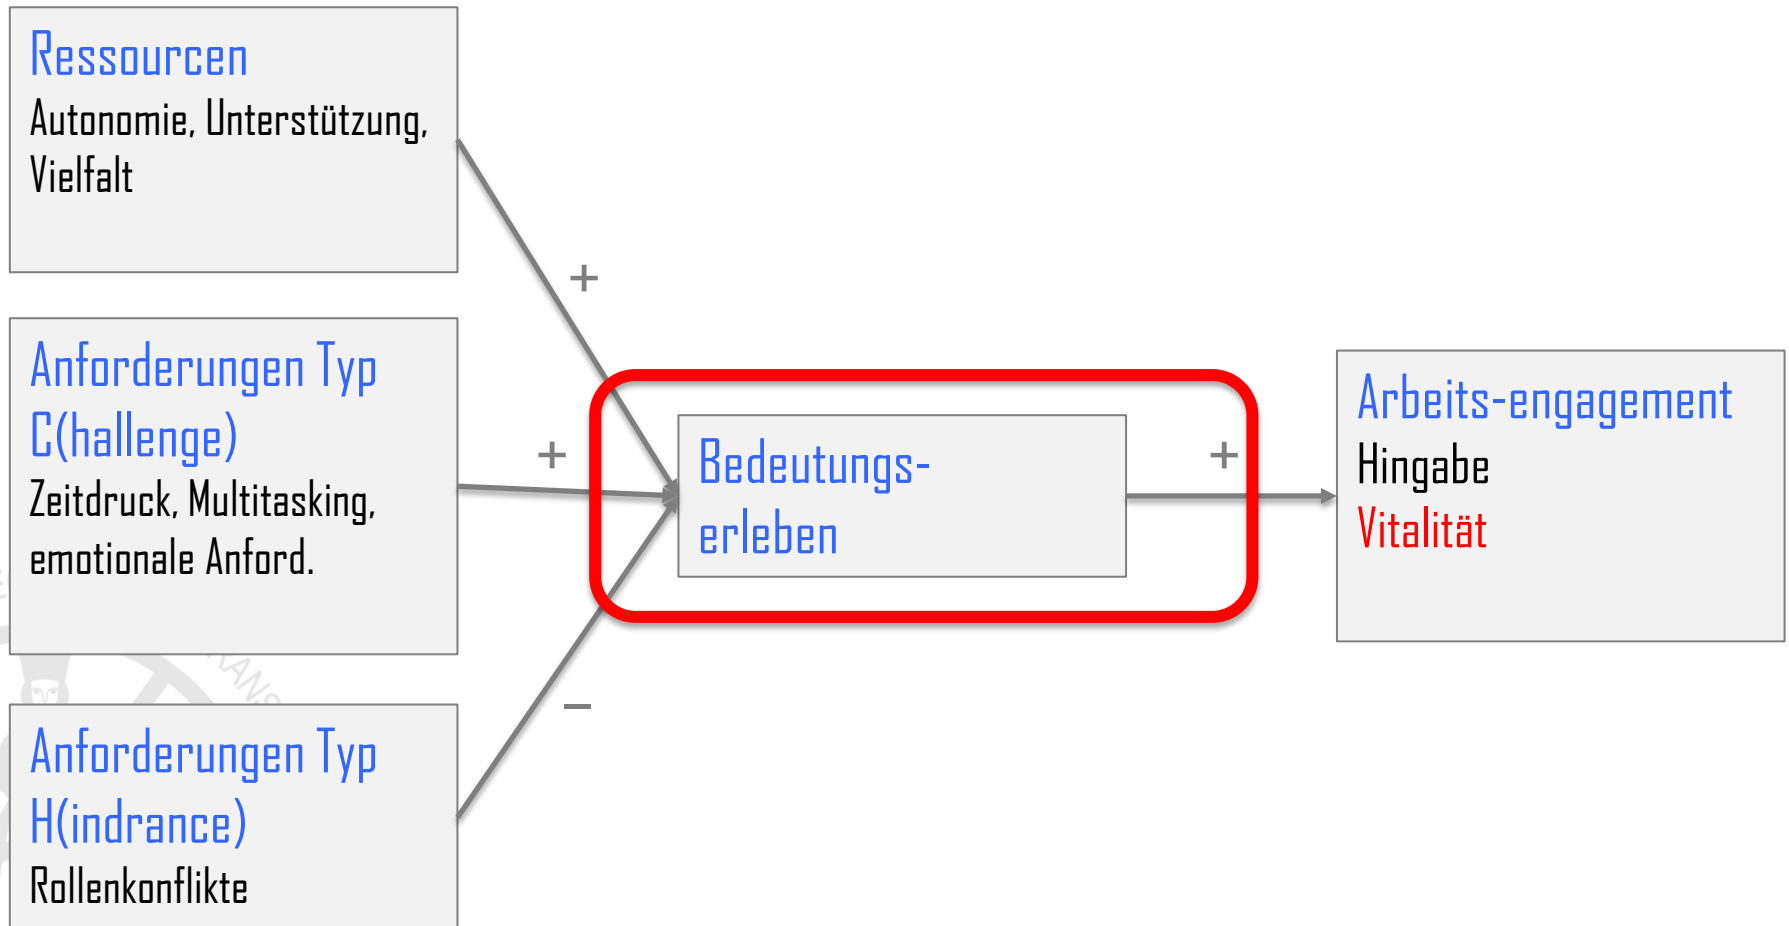 Ressourcen
Autonomie, Unterstützung,
Vielfalt
+
Anforderungen Typ
C(hallenge)
Zeitdruck, Multitasking,
emotionale Anford.
+
Anforderungen Typ
H(indrance)
Rollenkonflikte
–
Bedeutungs-
erleben
+
Arbeits-engagement
Hingabe
Vitalität